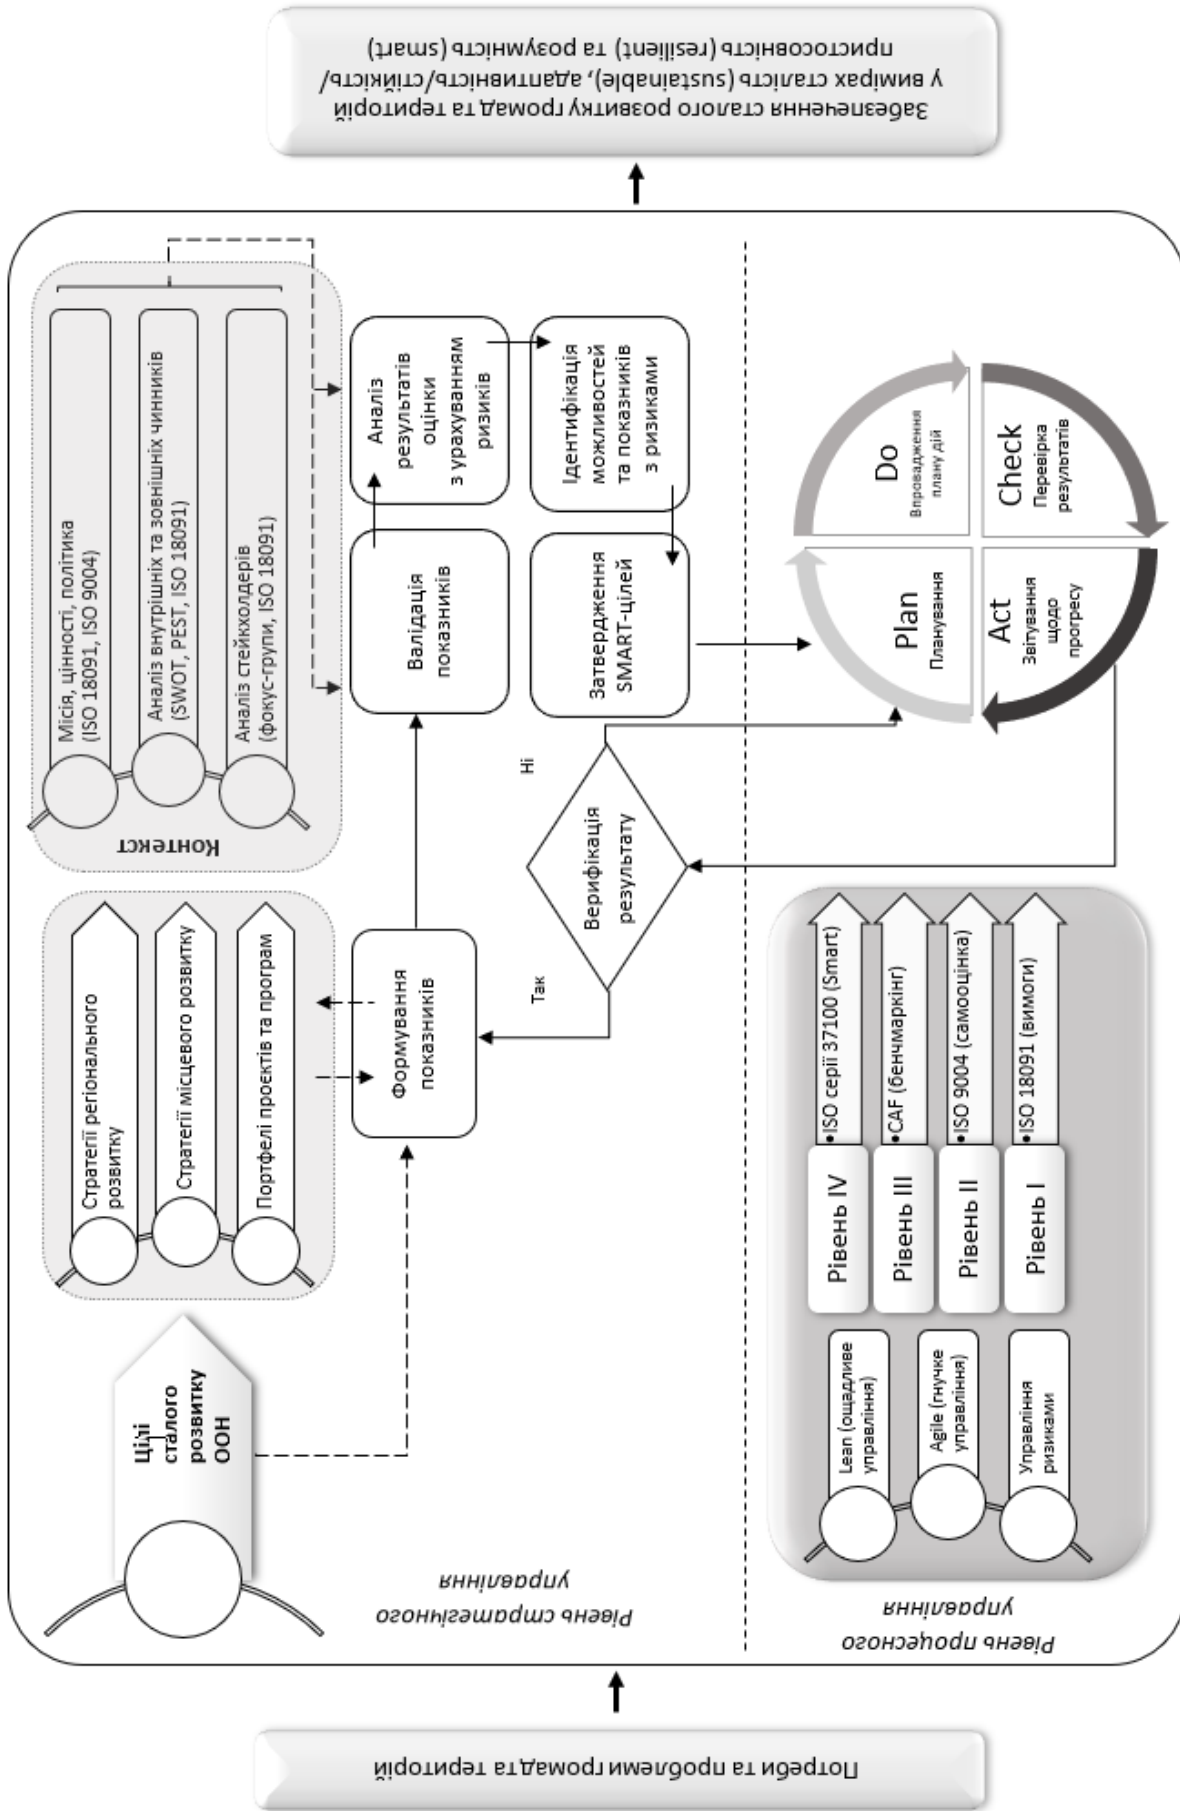 Потреби та проблеми громад та територій
Рівень стратегічного
управління
Цілі
сталого
розвитку
ООН
Стратегії регіонального
розвитку
Стратегії місцевого розвитку
Портфелі проєктів та програм
Контекст
Місія, цінності, політика
(ISO 18091, ISO 9004)
Аналіз внутрішніх та зовнішніх чинників
(SWOT, PEST, ISO 18091)
Аналіз стейкхолдерів
(фокус-групи, ISO 18091)
Формування
показників
Валідація
показників
Аналіз
результатів
оцінки
з урахуванням
ризиків
Ідентифікація
можливостей
та показників
з ризиками
Затвердження
SMART-цілей
Верифікація
результату
Так
Ні
Рівень процесного
управління
Lean (ощадливе
управління)
Agile (гнучке
управління)
Управління
ризиками
Рівень IV
•ISO серії 37100 (Smart)
Рівень III
•CAF (бенчмаркінг)
Рівень II
•ISO 9004 (самооцінка)
Рівень I
•ISO 18091 (вимоги)
Plan
Планування
Do
Впровадження
плану дій
Check
Перевірка
результатів
Act
Звітування
щодо
прогресу
Забезпечення сталого розвитку громад та територій
у вимірах сталість (sustainable), адаптивність/стійкість/
пристосовність (resilient) та розумність (smart)